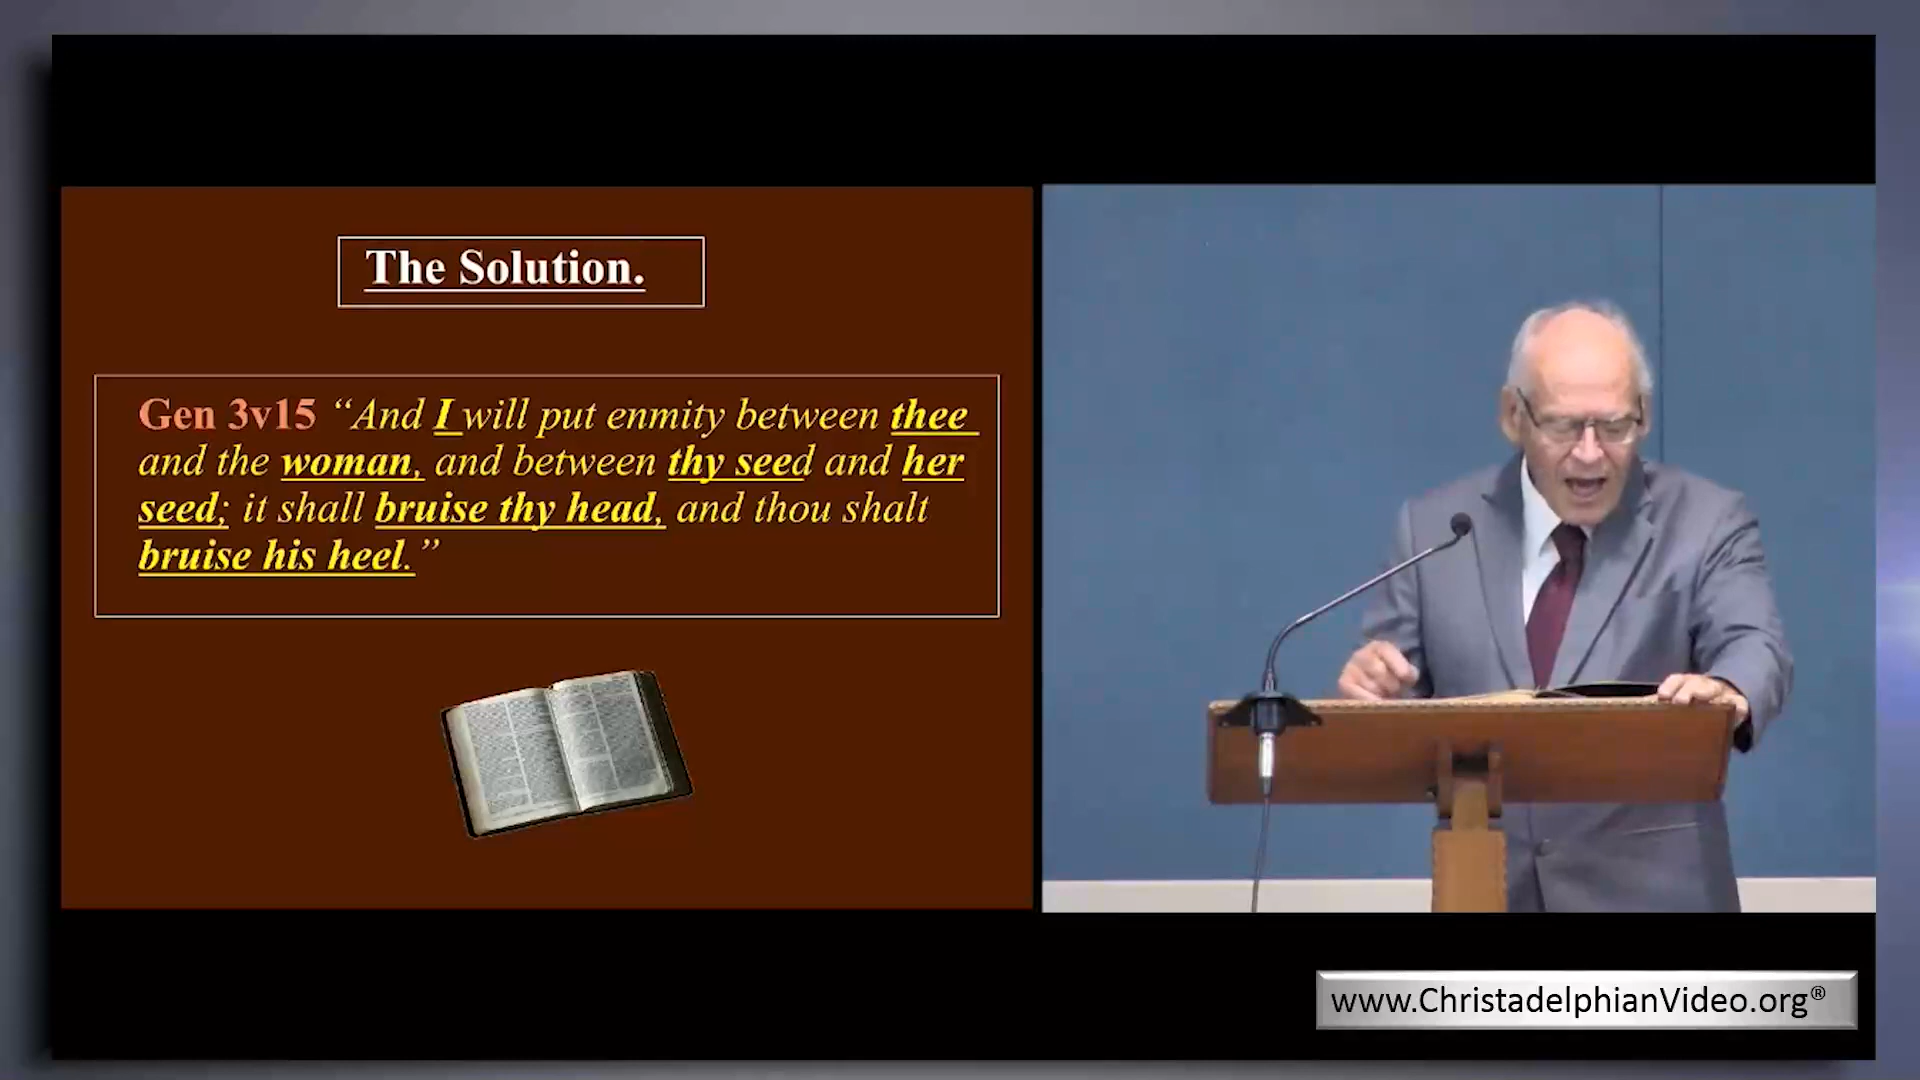 The Solution.
Gen 3v15 “And I will put enmity between thee
and the woman, and between thy seed and her
seed; it shall bruise thy head, and thou shalt
bruise his heel.”
www.ChristadelphianVideo.org®